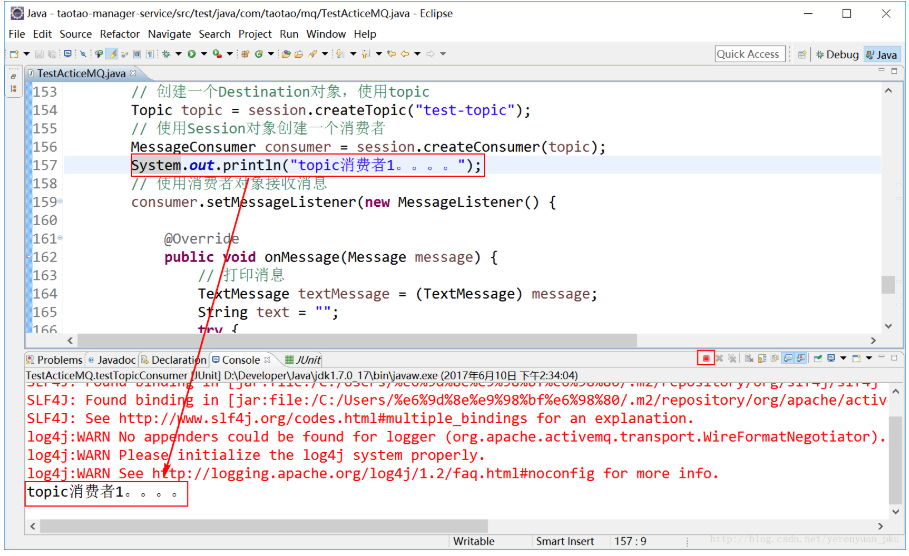 Java - taotao-manager-service/src/test/java/com/taotao/mq/TestActiceMQ.java - Eclipse
File Edit Source Refactor Navigate Search Project Run Window Help
Quick Access Debug Java
TestActiceMQ.java
153 // 创建一个Destination对象，使用topic
154 Topic topic = session.createTopic("test-topic");
155 // 使用Session对象创建一个消费者
156 MessageConsumer consumer = session.createConsumer(topic);
157 System.out.println("topic消费者1。。。。");
158 // 使用消费者对象接收消息
159 consumer.setMessageListener(new MessageListener() {
160
161 @Override
162 public void onMessage(Message message) {
163 // 打印消息
164 TextMessage textMessage = (TextMessage) message;
165 String text = "";
166 try {
Problems Javadoc Declaration Console JUnit
TestActiceMQ.testTopicConsumer [JUnit] D:\Developer\Java\jdk1.7.0_17\bin\javaw.exe (2017年6月10日 下午2:34:04)
SLF4J: Found binding in [jar:file:/C:/Users/%e6%9d%8e%e9%98%bf%e6%98%80/.m2/repository/org/slf4j/slf4j
SLF4J: Found binding in [jar:file:/C:/Users/%e6%9d%8e%e9%98%bf%e6%98%80/.m2/repository/org/apache/activ
SLF4J: See http://www.slf4j.org/codes.html#multiple_bindings for an explanation.
log4j:WARN No appenders could be found for logger (org.apache.activemq.transport.WireFormatNegotiator).
log4j:WARN Please initialize the log4j system properly.
log4j:WARN See http://logging.apache.org/log4j/1.2/faq.html#noconfig for more info.
topic消费者1。。。。
Writable Smart Insert 157 : 9
http://blog.csdn.net/yerenyuan_pku